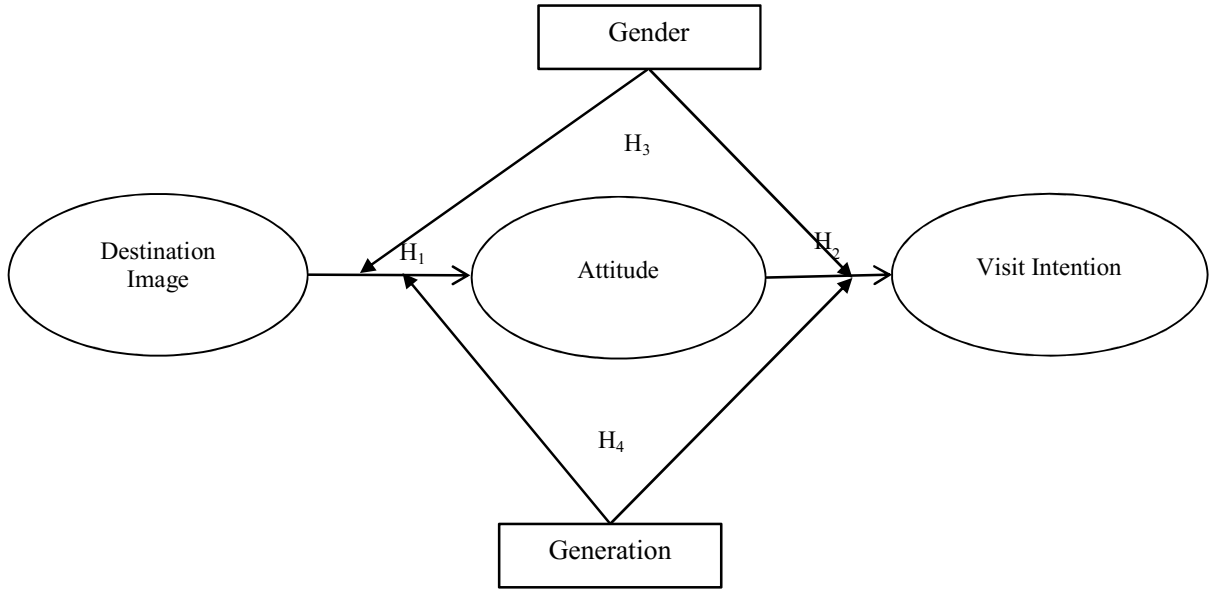 Gender
H₃
Destination
Image
H₁
Attitude
H₂
Visit Intention
H₄
Generation